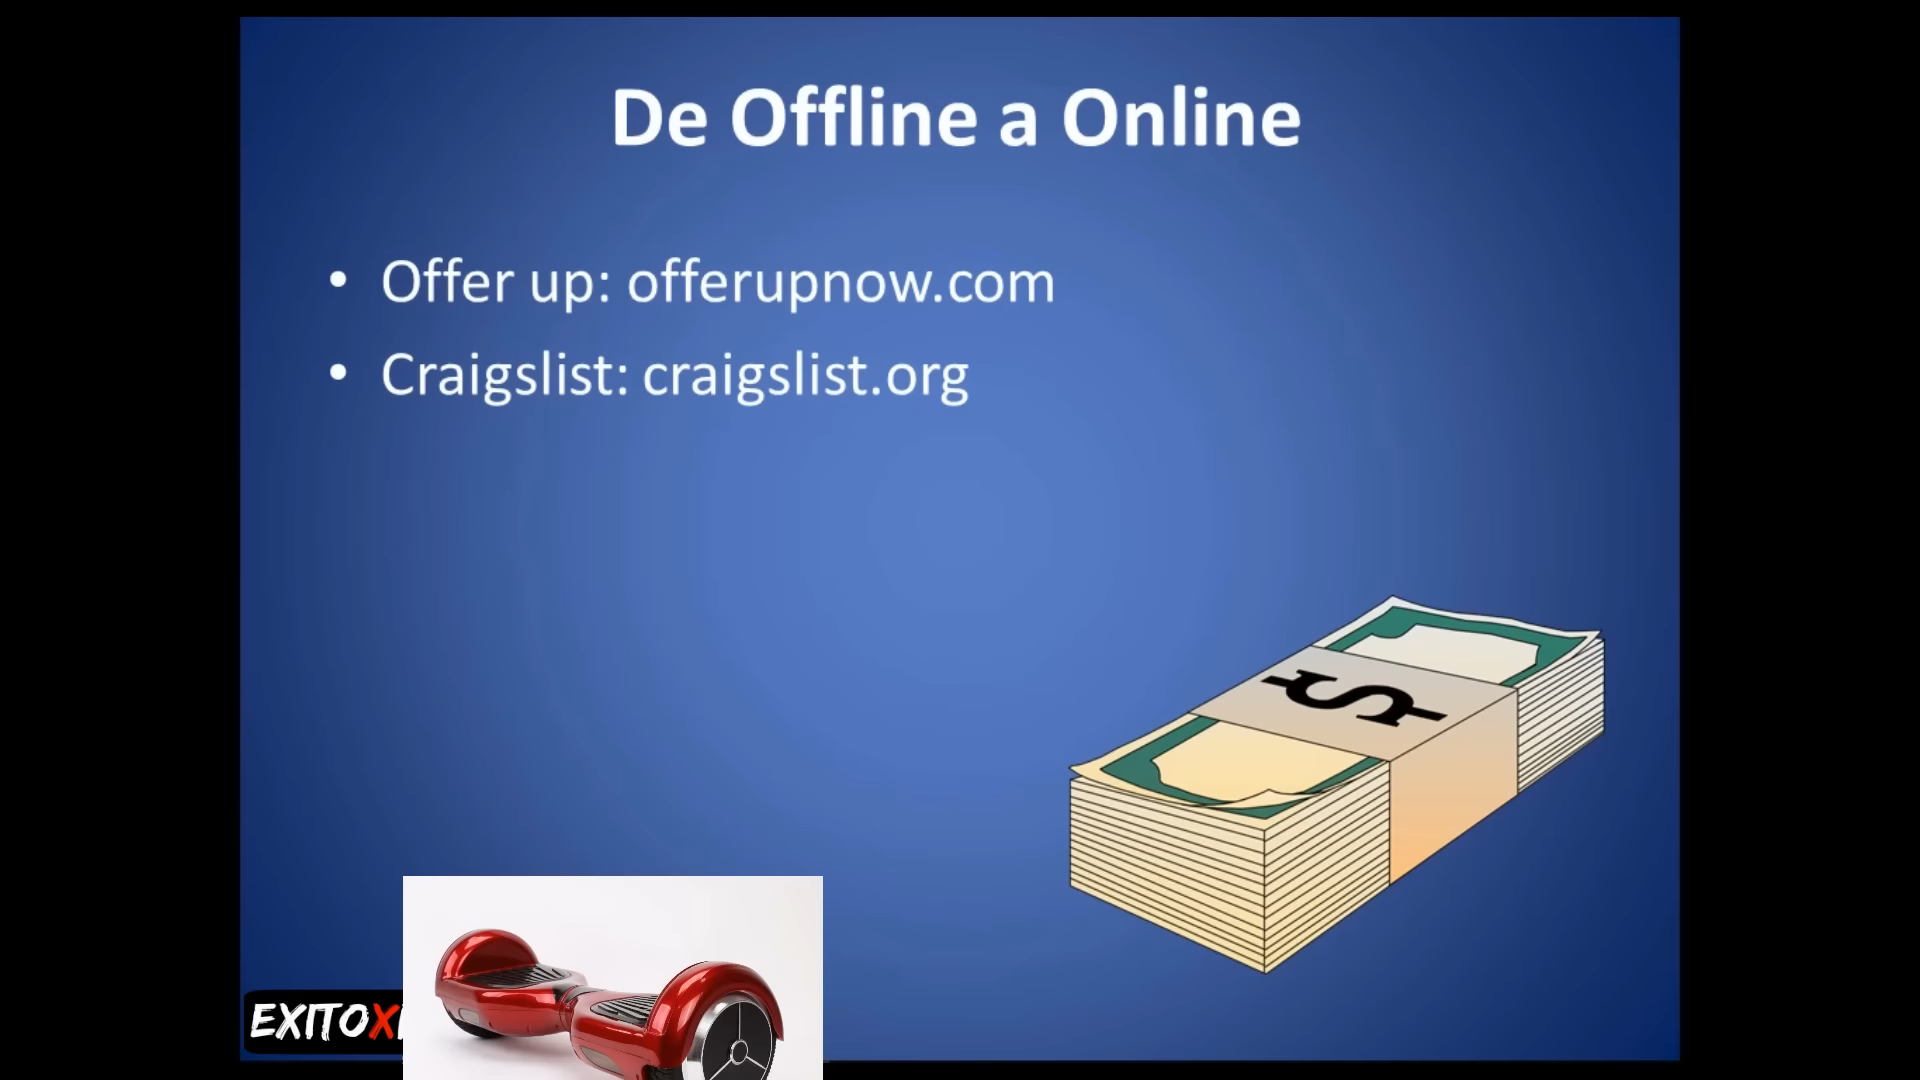 De Offline a Online
• Offer up: offerupnow.com
• Craigslist: craigslist.org
$
EXITOX